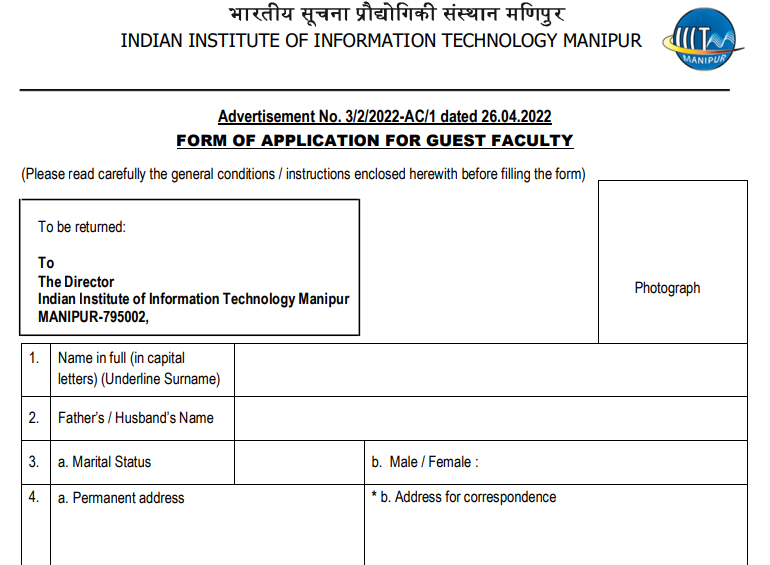 भारतीय सूचना प्रौद्योगिकी संस्थान मणिपुर
INDIAN INSTITUTE OF INFORMATION TECHNOLOGY MANIPUR
IIITM
MANIPUR
Advertisement No. 3/2/2022-AC/1 dated 26.04.2022
FORM OF APPLICATION FOR GUEST FACULTY
(Please read carefully the general conditions / instructions enclosed herewith before filling the form)
To be returned:
To
The Director
Indian Institute of Information Technology Manipur
MANIPUR-795002,
Photograph
1. Name in full (in capital
letters) (Underline Surname)
2. Father's / Husband's Name
3. a. Marital Status b. Male / Female :
4. a. Permanent address * b. Address for correspondence